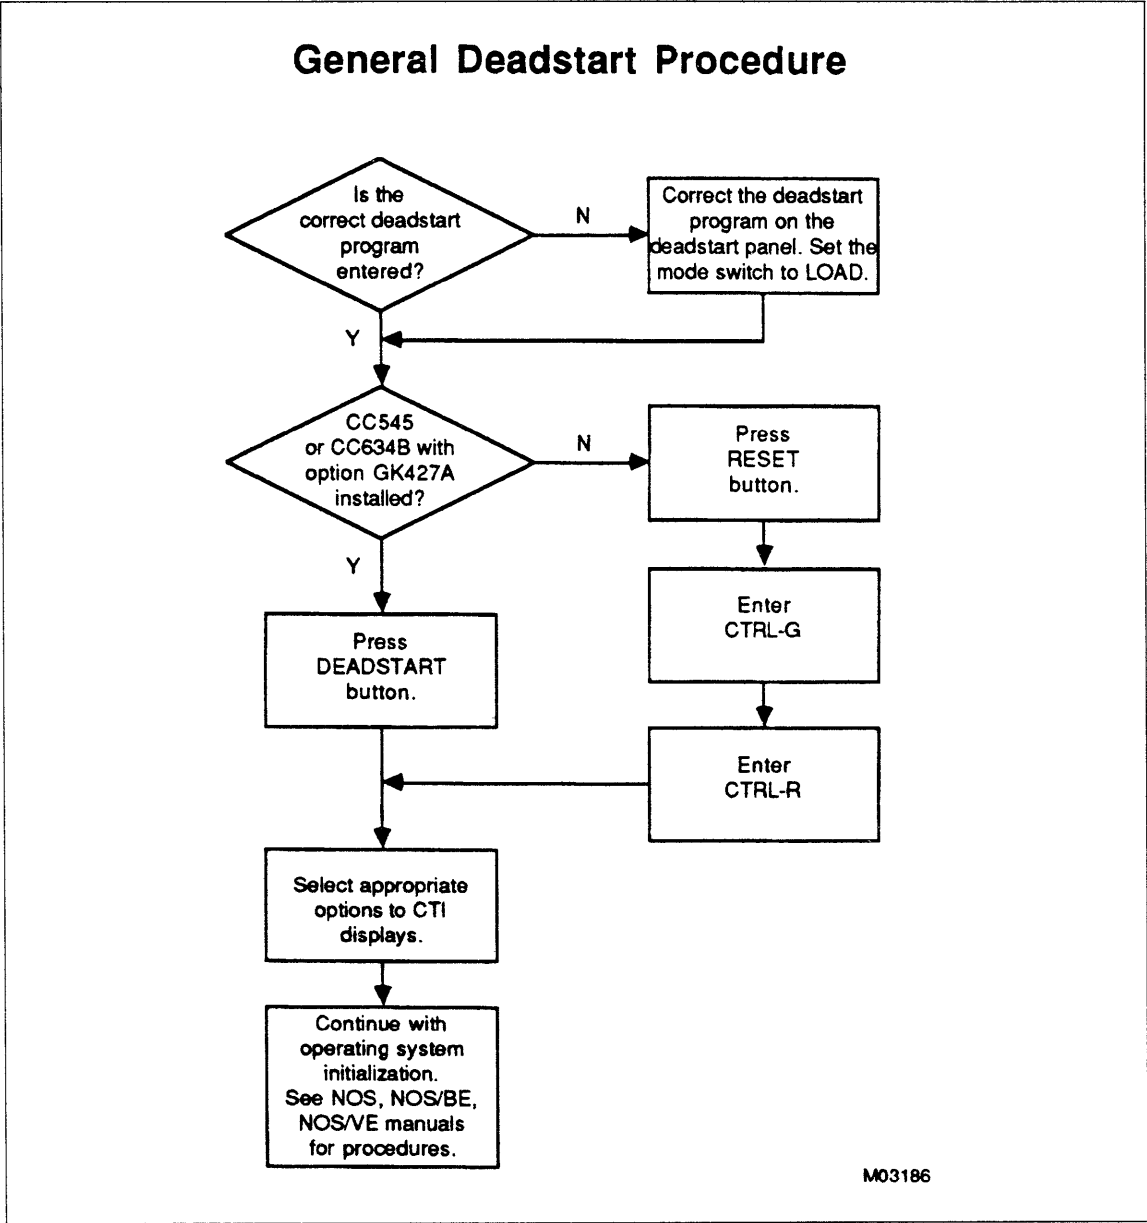 General Deadstart Procedure
Is the
correct deadstart
program
entered?
N
Correct the deadstart
program on the
deadstart panel. Set the
mode switch to LOAD.
Y
CC545
or CC634B with
option GK427A
installed?
N
Press
RESET
button.
Y
Enter
CTRL-G
Press
DEADSTART
button.
Enter
CTRL-R
Select appropriate
options to CTI
displays.
Continue with
operating system
initialization.
See NOS, NOS/BE,
NOS/VE manuals
for procedures.
M03186